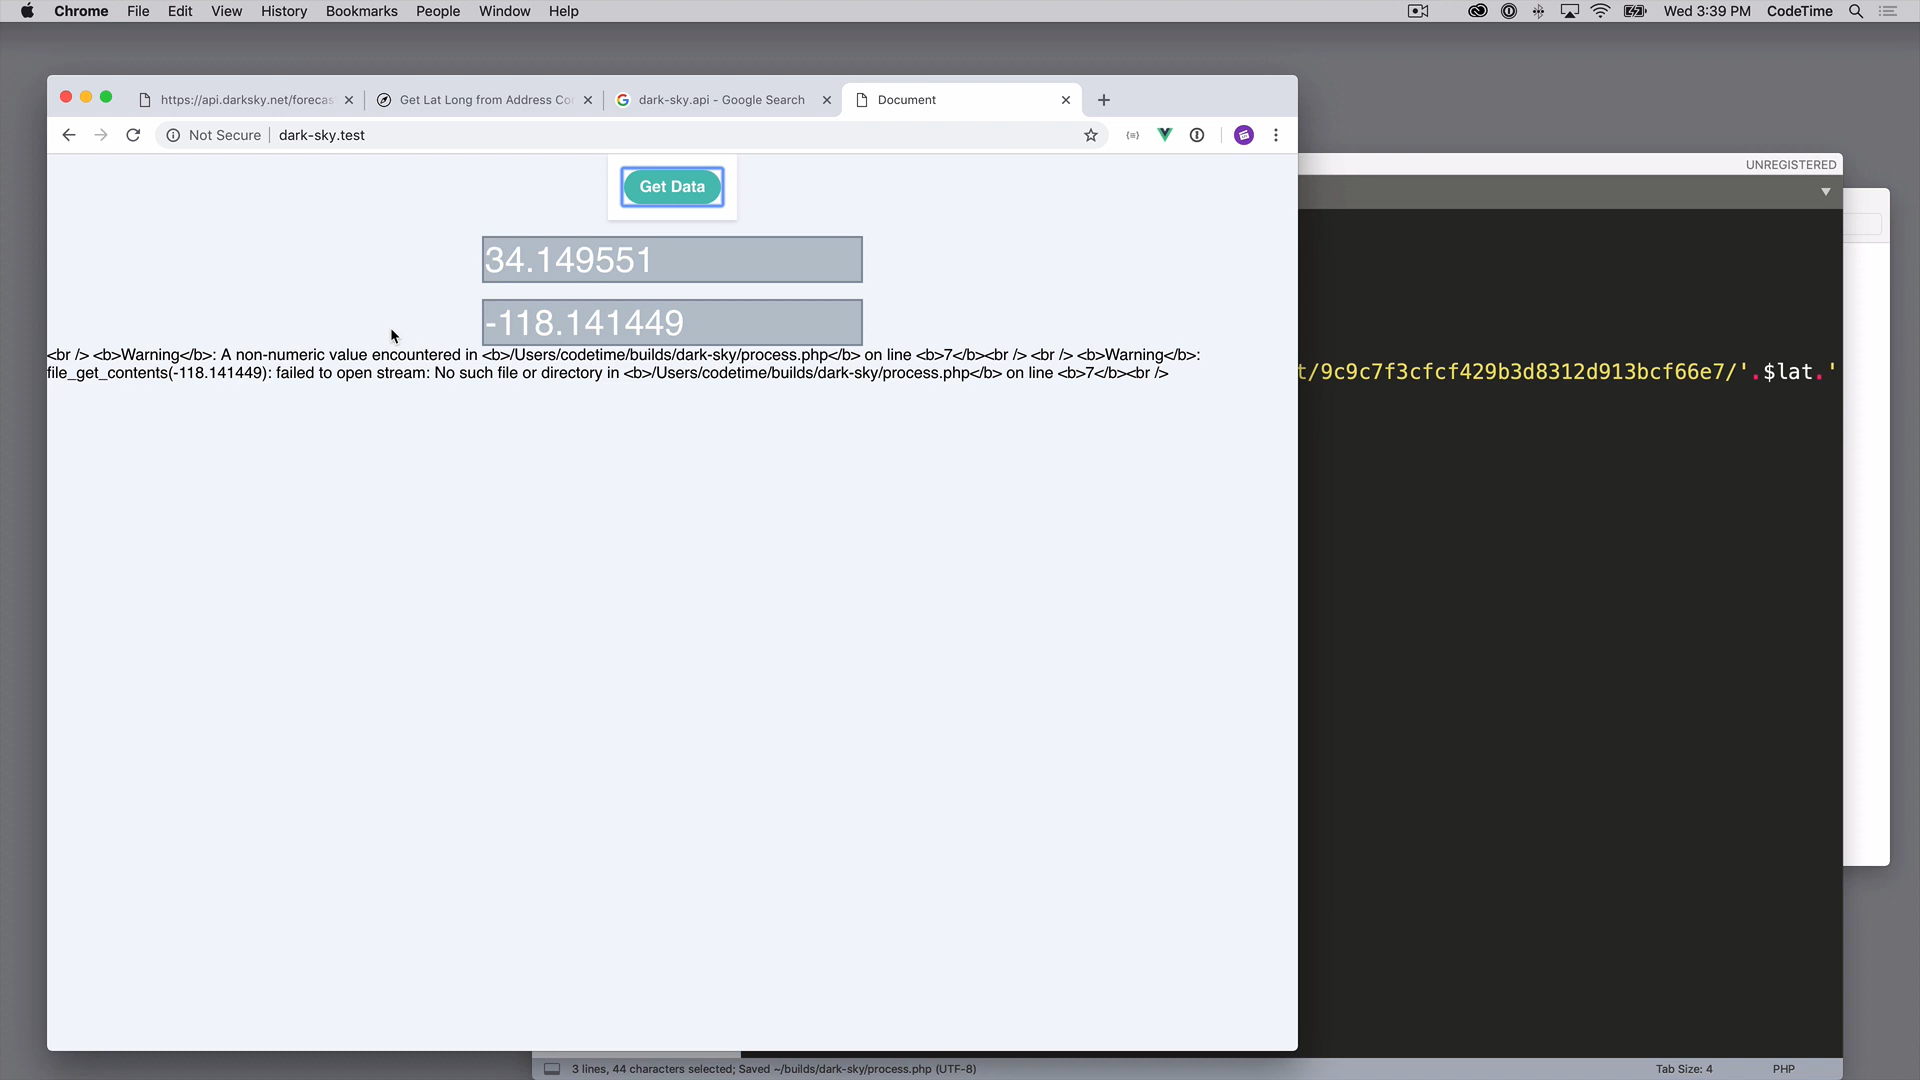 Chrome File Edit View History Bookmarks People Window Help Wed 3:39 PM CodeTime
https://api.darksky.net/forecas Get Lat Long from Address Co dark-sky.api - Google Search Document
Not Secure dark-sky.test
UNREGISTERED
Get Data
34.149551
-118.141449
<br /> <b>Warning</b>: A non-numeric value encountered in <b>/Users/codetime/builds/dark-sky/process.php</b> on line <b>7</b><br /> <br /> <b>Warning</b>:
file_get_contents(-118.141449): failed to open stream: No such file or directory in <b>/Users/codetime/builds/dark-sky/process.php</b> on line <b>7</b><br />
t/9c9c7f3cfcf429b3d8312d913bcf66e7/'.$lat.'
3 lines, 44 characters selected; Saved ~/builds/dark-sky/process.php (UTF-8) Tab Size: 4 PHP